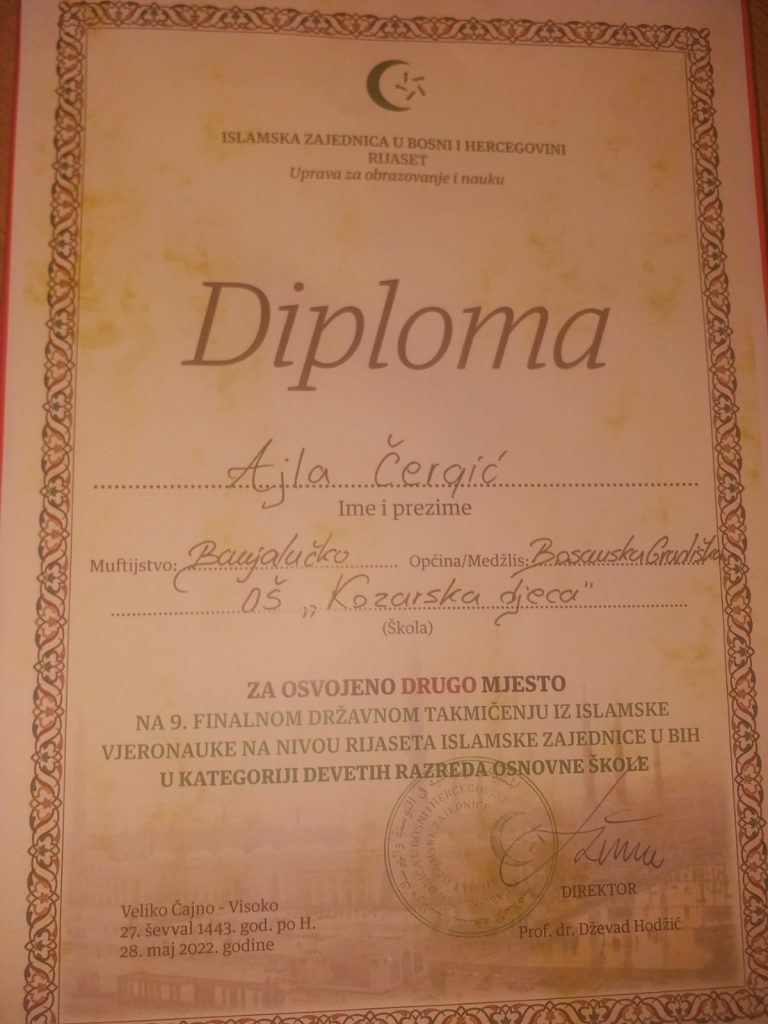 ISLAMSKA ZAJEDNICA U BOSNI I HERCEGOVINI
RIJASET
Uprava za obrazovanje i nauku
Diploma
Ajla Čergić
Ime i prezime
Muftijstvo: Banjalučko Općina/Medžlis: Bosanska Gradiška
OŠ „Kozarska djeca"
(Škola)
ZA OSVOJENO DRUGO MJESTO
NA 9. FINALNOM DRŽAVNOM TAKMIČENJU IZ ISLAMSKE
VJERONAUKE NA NIVOU RIJASETA ISLAMSKE ZAJEDNICE U BIH
U KATEGORIJI DEVETIH RAZREDA OSNOVNE ŠKOLE
DIREKTOR
Prof. dr. Dževad Hodžić
Veliko Čajno - Visoko
27. ševval 1443. god. po H.
28. maj 2022. godine